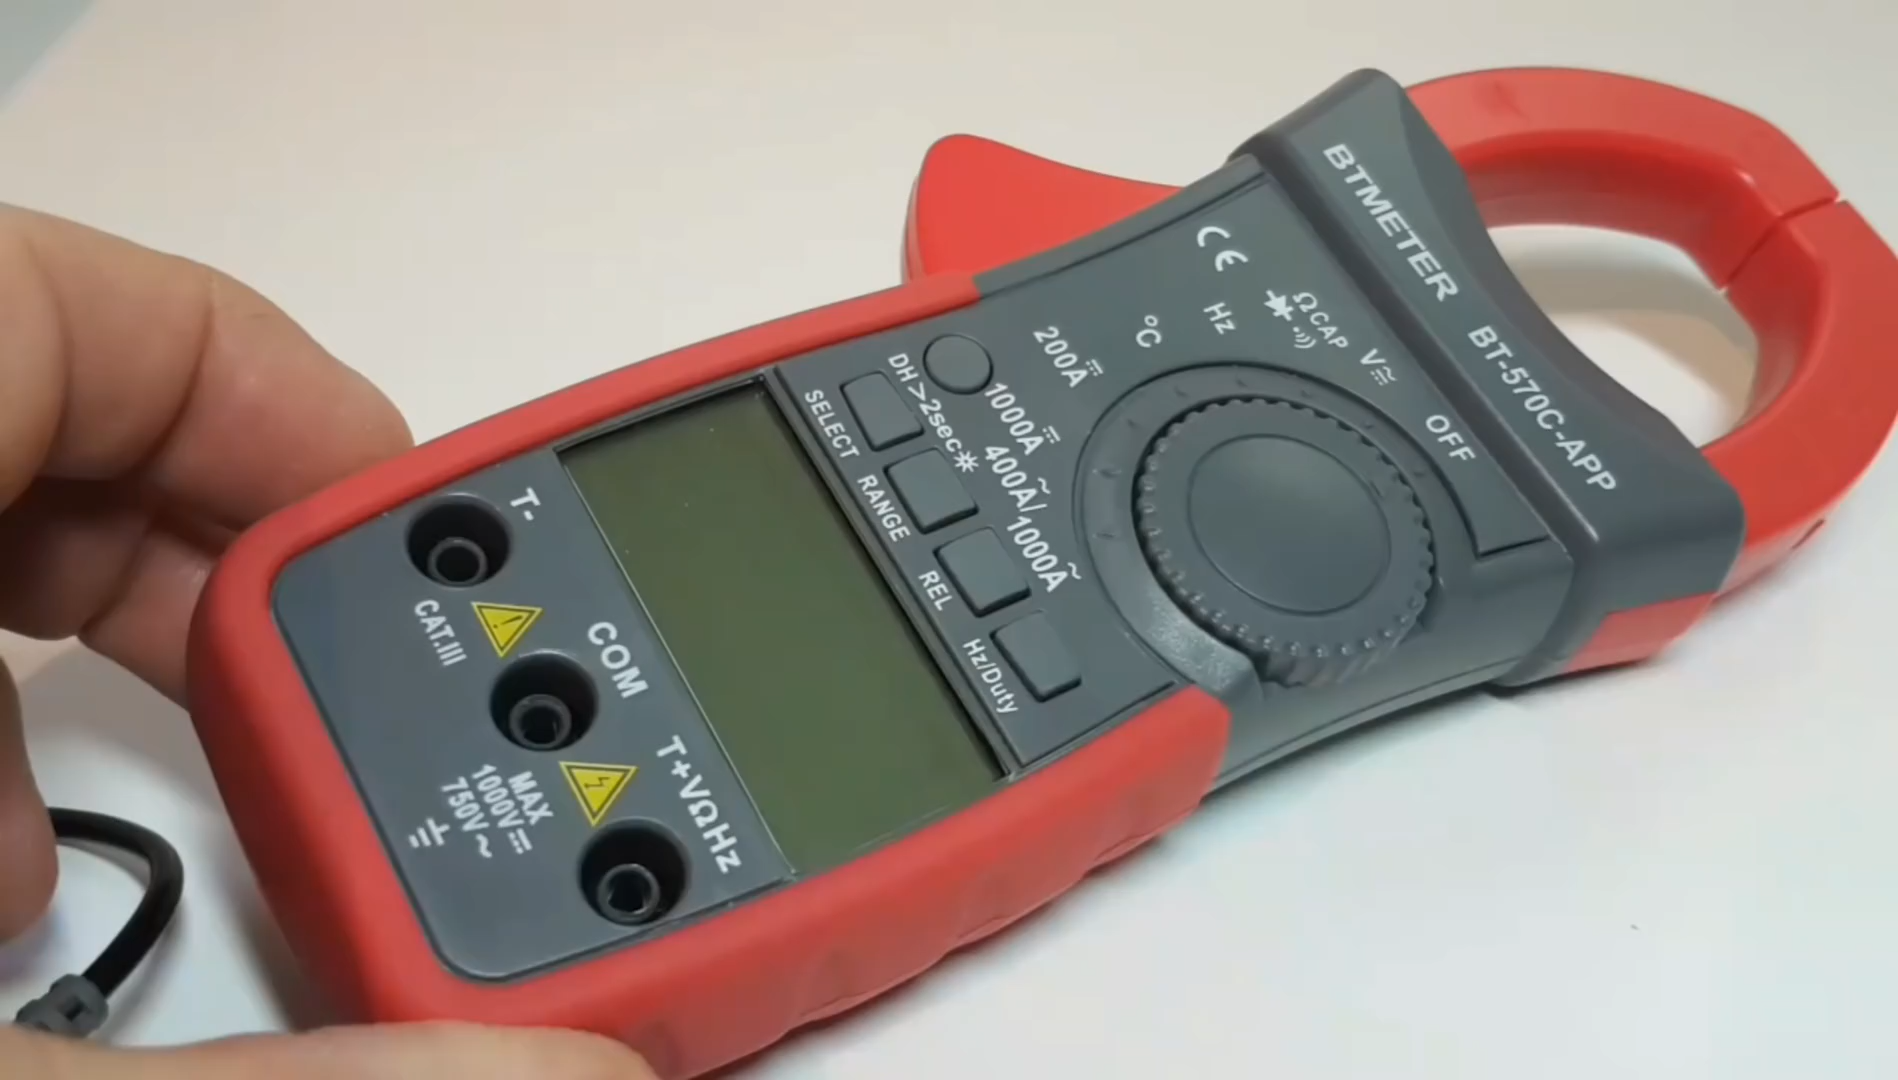 BTMETER BT-570C-APP
CE
OFF
V⎓~
ΩCAP
Hz
°C
200A⎓
1000A⎓
400A~/1000A~
DH>2sec☀
SELECT
RANGE
REL
Hz/Duty
T-
COM
T+VΩHz
CAT.III
MAX
1000V⎓
750V~